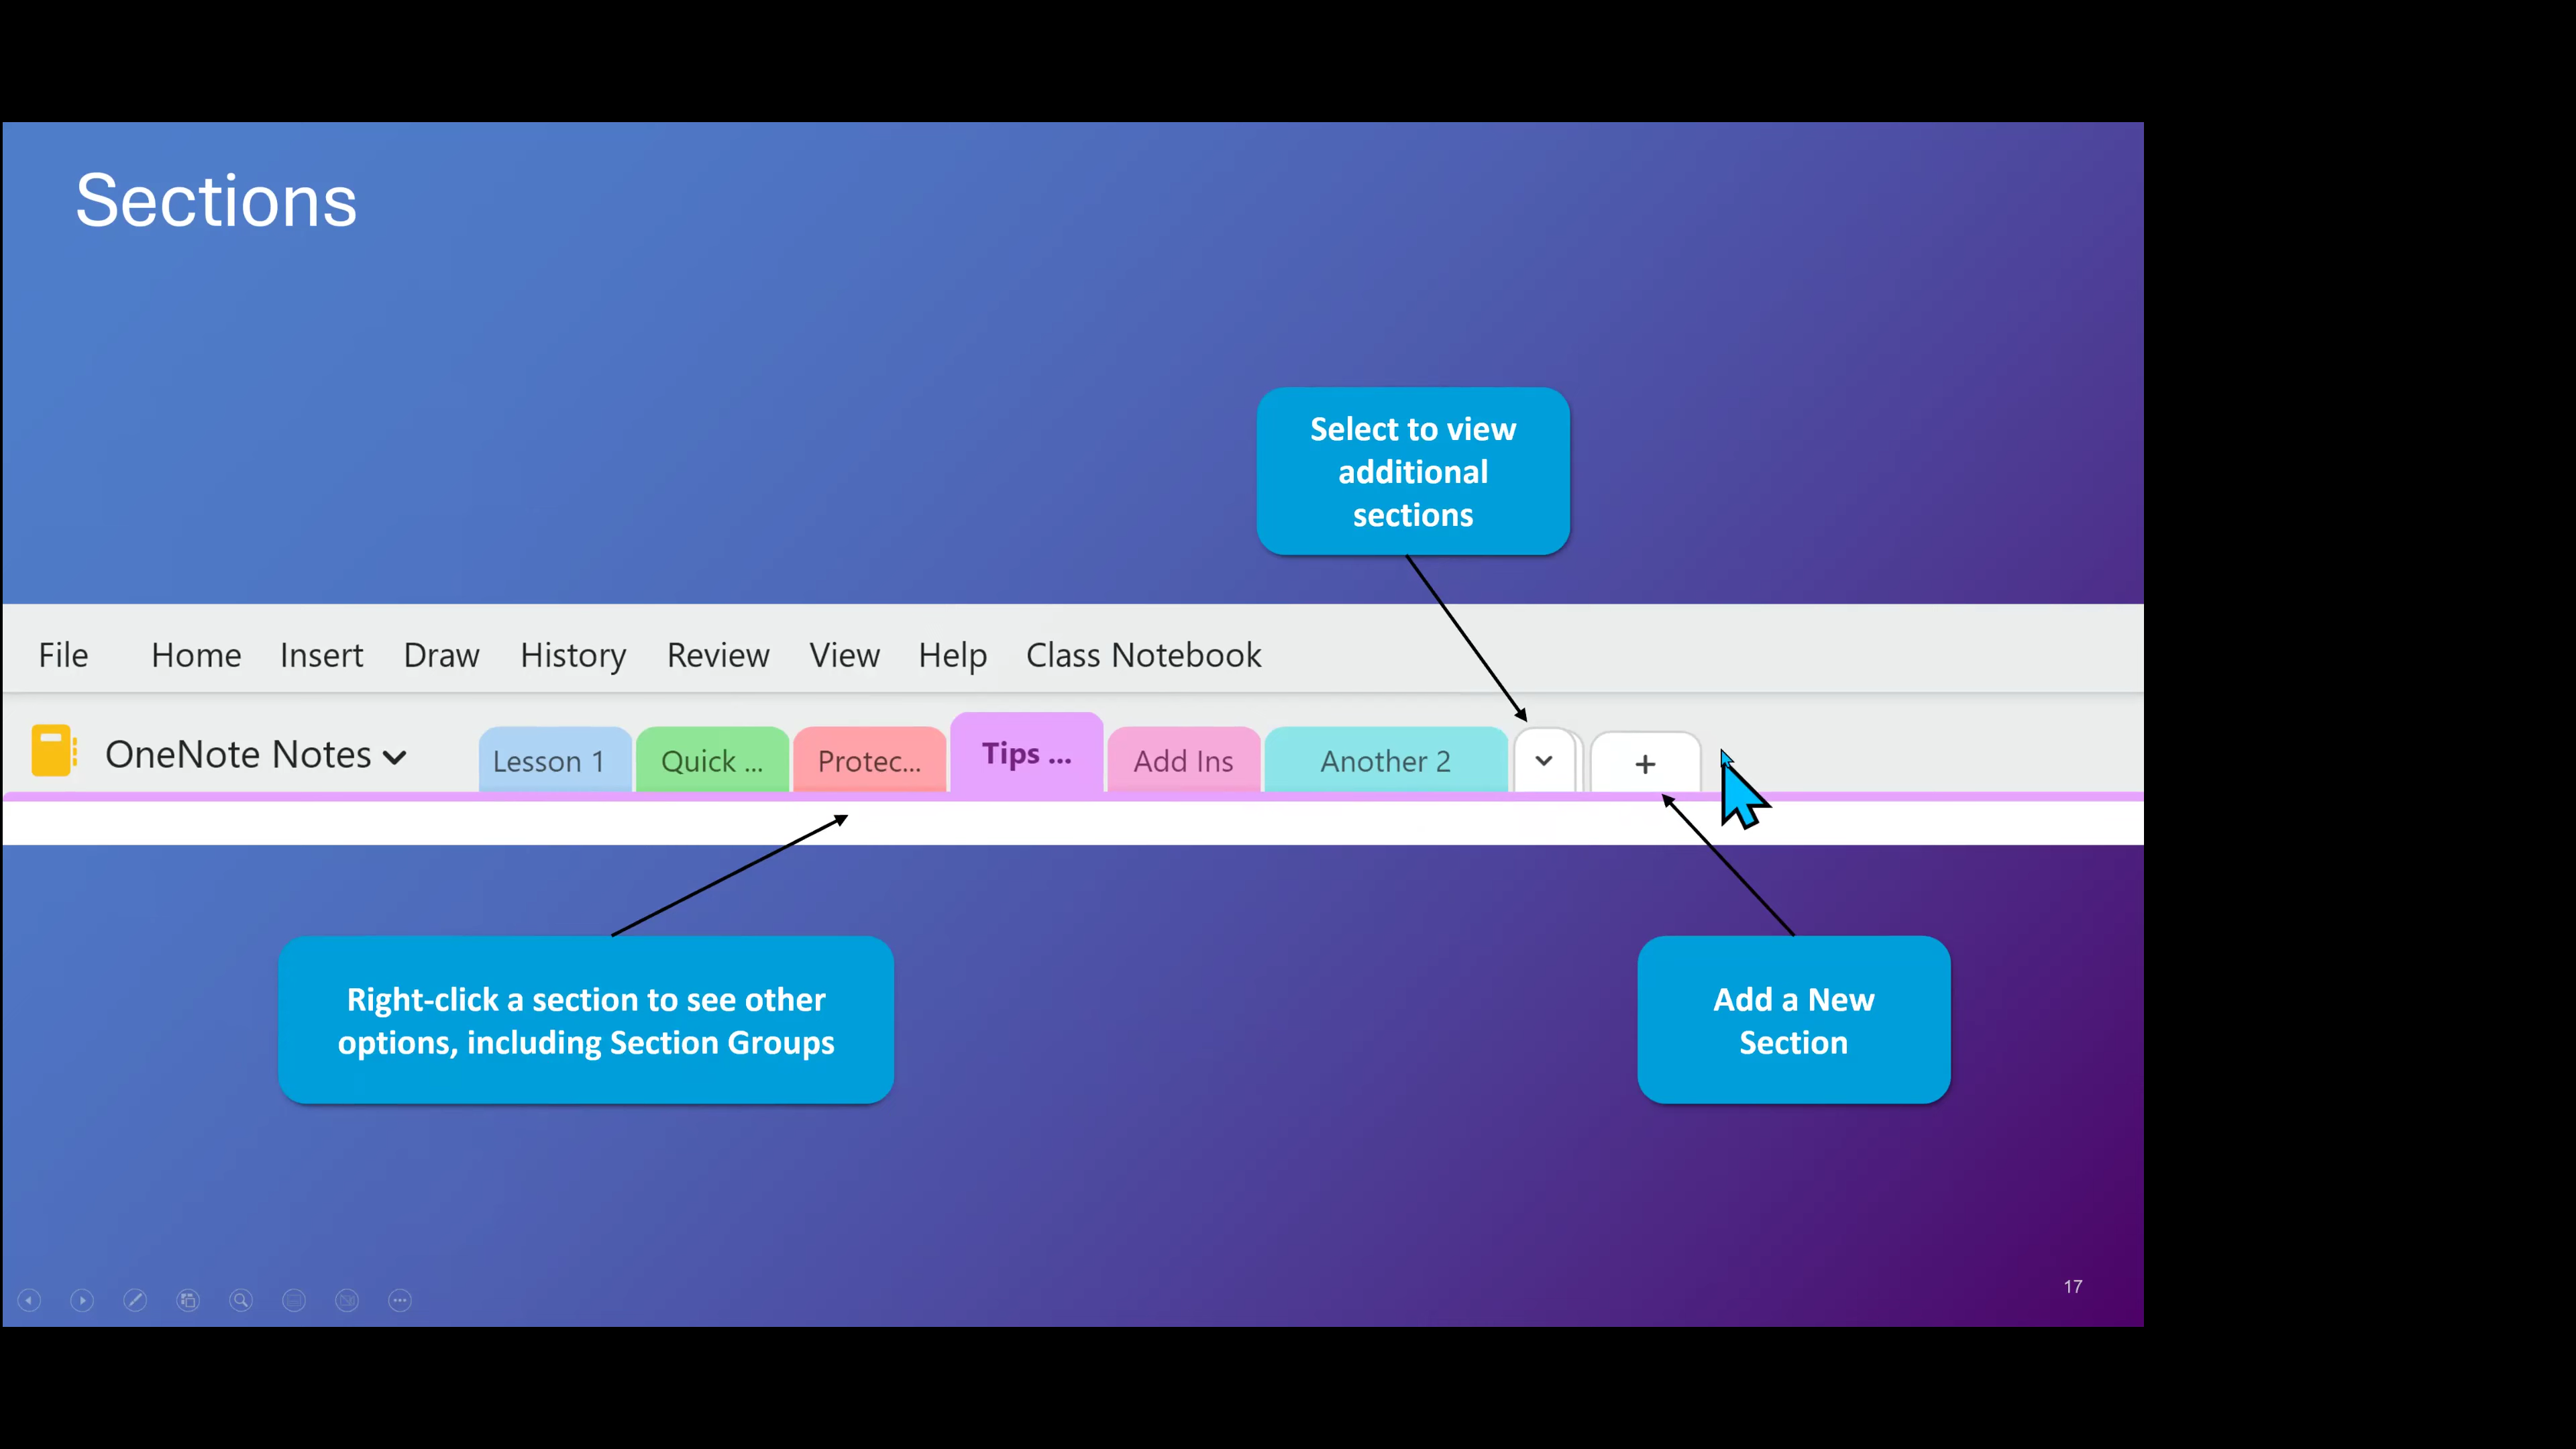 Sections
Select to view
additional
sections
File Home Insert Draw History Review View Help Class Notebook
OneNote Notes Lesson 1 Quick ... Protec... Tips ... Add Ins Another 2 +
Right-click a section to see other
options, including Section Groups
Add a New
Section
17